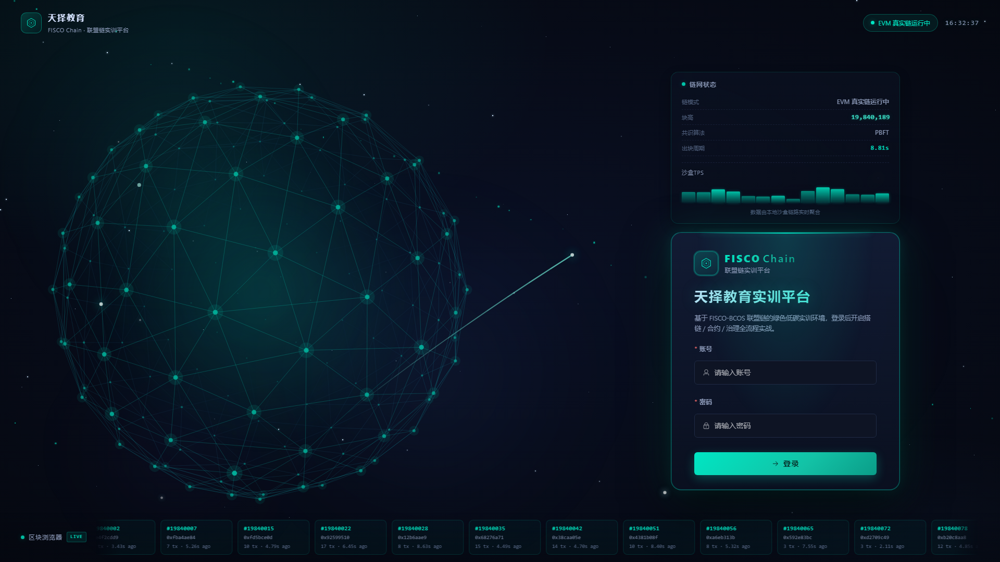 天择教育
FISCO Chain · 联盟链实训平台
EVM 真实链运行中
16:32:37
链网状态
链模式 EVM 真实链运行中
块高 19,840,189
共识算法 PBFT
出块周期 8.81s
沙盒TPS
数据由本地沙盒链路实时聚合
FISCO Chain
联盟链实训平台
天择教育实训平台
基于 FISCO-BCOS 联盟链的绿色低碳实训环境，登录后开启搭
链 / 合约 / 治理全流程实战。
* 账号
请输入账号
* 密码
请输入密码
→ 登录
区块浏览器 LIVE
9840002
4f2cdd9
tx · 3.43s ago
#19840007
0xfba4ae84
7 tx · 5.26s ago
#19840015
0xfd5bce0d
10 tx · 4.79s ago
#19840022
0x92599510
17 tx · 6.45s ago
#19840028
0x12b6aae9
8 tx · 8.63s ago
#19840035
0x68276a71
15 tx · 4.49s ago
#19840042
0x38caa05e
14 tx · 4.70s ago
#19840051
0x4381b08f
10 tx · 8.40s ago
#19840056
0xa6eb313b
8 tx · 5.32s ago
#19840065
0x592e83bc
3 tx · 7.55s ago
#19840072
0xd2709c49
3 tx · 2.11s ago
#19840078
0xb20c8aa8
12 tx · 4.85s